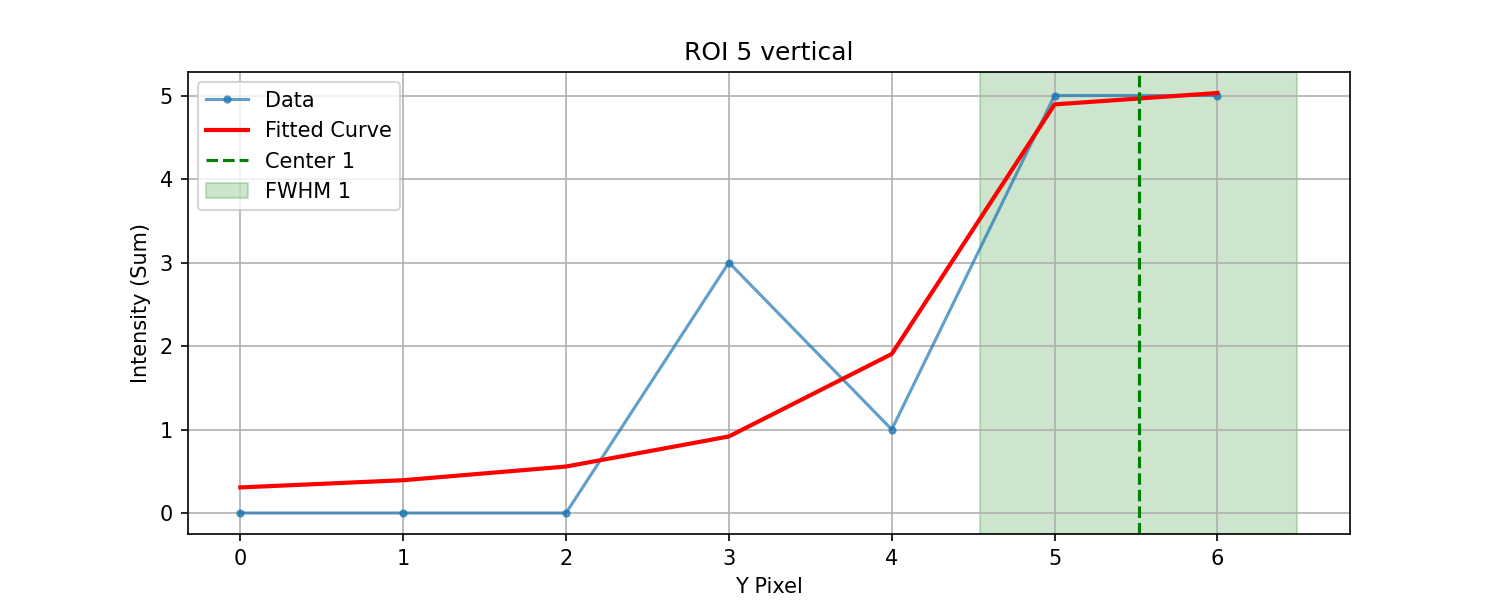 ROI 5 vertical
Data
Fitted Curve
Center 1
FWHM 1
Intensity (Sum)
5
4
3
2
1
0
0 1 2 3 4 5 6
Y Pixel